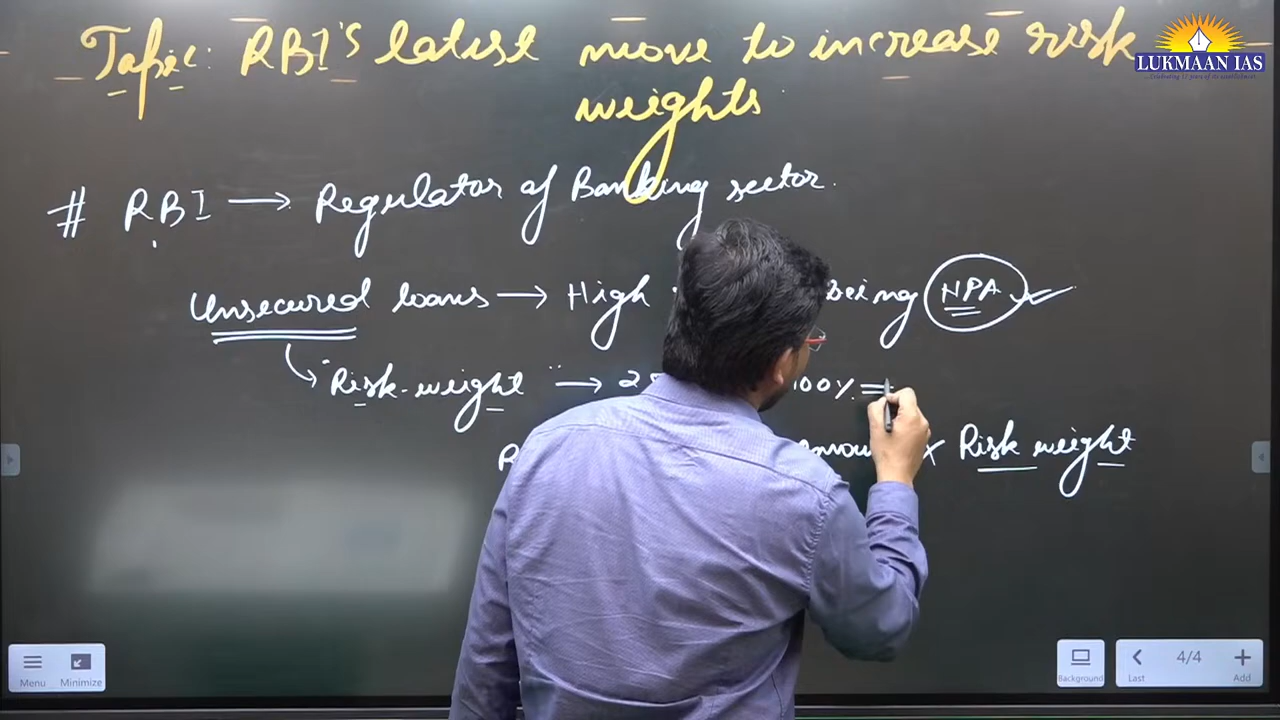 Topic: RBI's latest move to increase risk
weights
LUKMAAN IAS
# RBI → Regulator of Banking sector.
Unsecured loans → High being NPA
"Risk-weight" → 100% =
x Risk weight
Menu
Minimize
Background
Last
4/4
Add